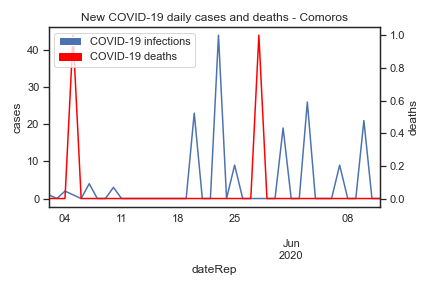 New COVID-19 daily cases and deaths - Comoros
COVID-19 infections
COVID-19 deaths
cases
40
30
20
10
0
deaths
1.0
0.8
0.6
0.4
0.2
0.0
04
11
18
25
08
Jun
2020
dateRep